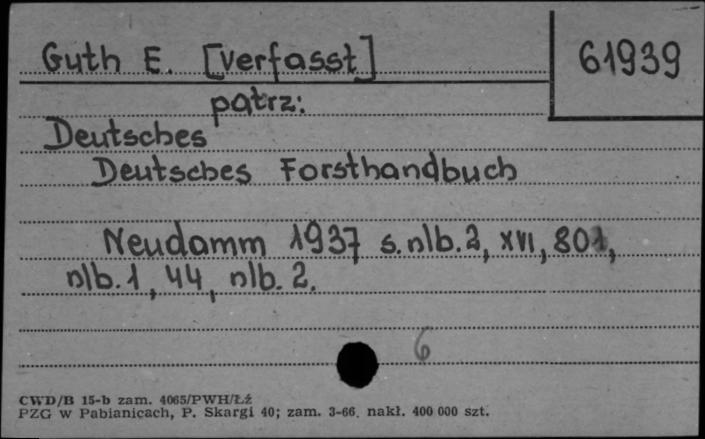 Guth E. [verfasst]
61939
patrz:
Deutsches
Deutsches Forsthandbuch
Neudamm 1937 s. nlb. 2, XVI, 801,
nlb. 1, 44, nlb. 2.
6
CWD/B 15-b zam. 4065/PWH/Łź
PZG w Pabianicach, P. Skargi 40; zam. 3-66. nakł. 400 000 szt.